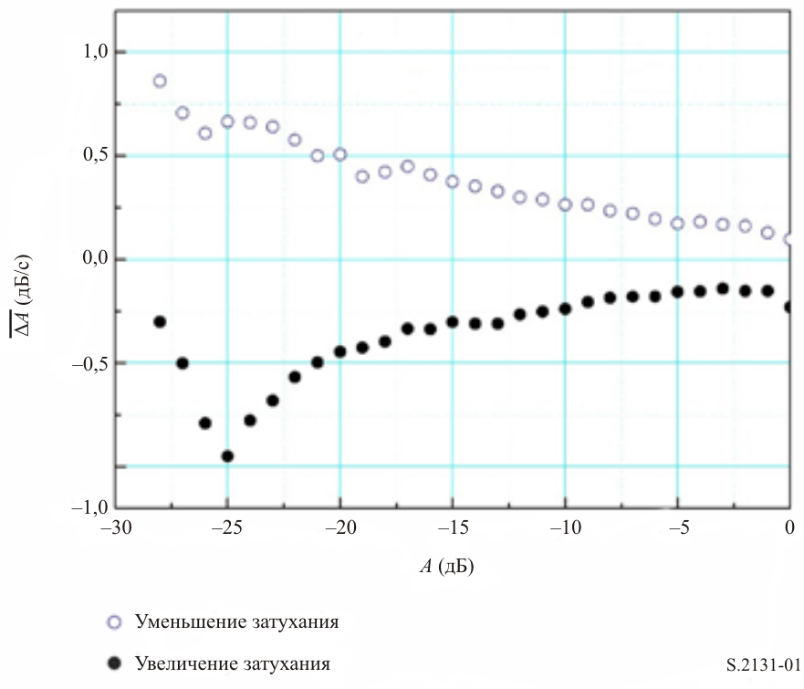 1,0
0,5
0,0
–0,5
–1,0
ΔA (дБ/с)
–30 –25 –20 –15 –10 –5 0
A (дБ)
Уменьшение затухания
Увеличение затухания
S.2131-01